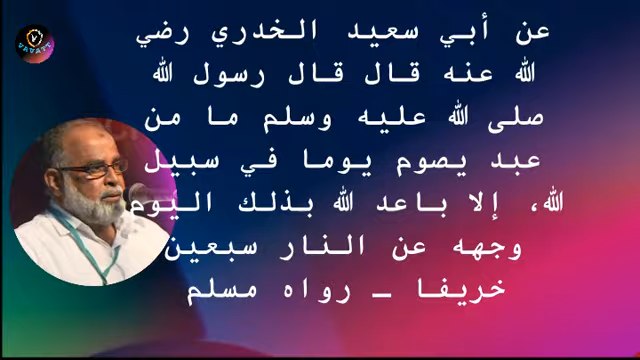 عن أبي سعيد الخدري رضي
الله عنه قال قال رسول الله
صلى الله عليه وسلم ما من
عبد يصوم يوما في سبيل
الله، إلا باعد الله بذلك اليوم
وجهه عن النار سبعين
خريفا – رواه مسلم